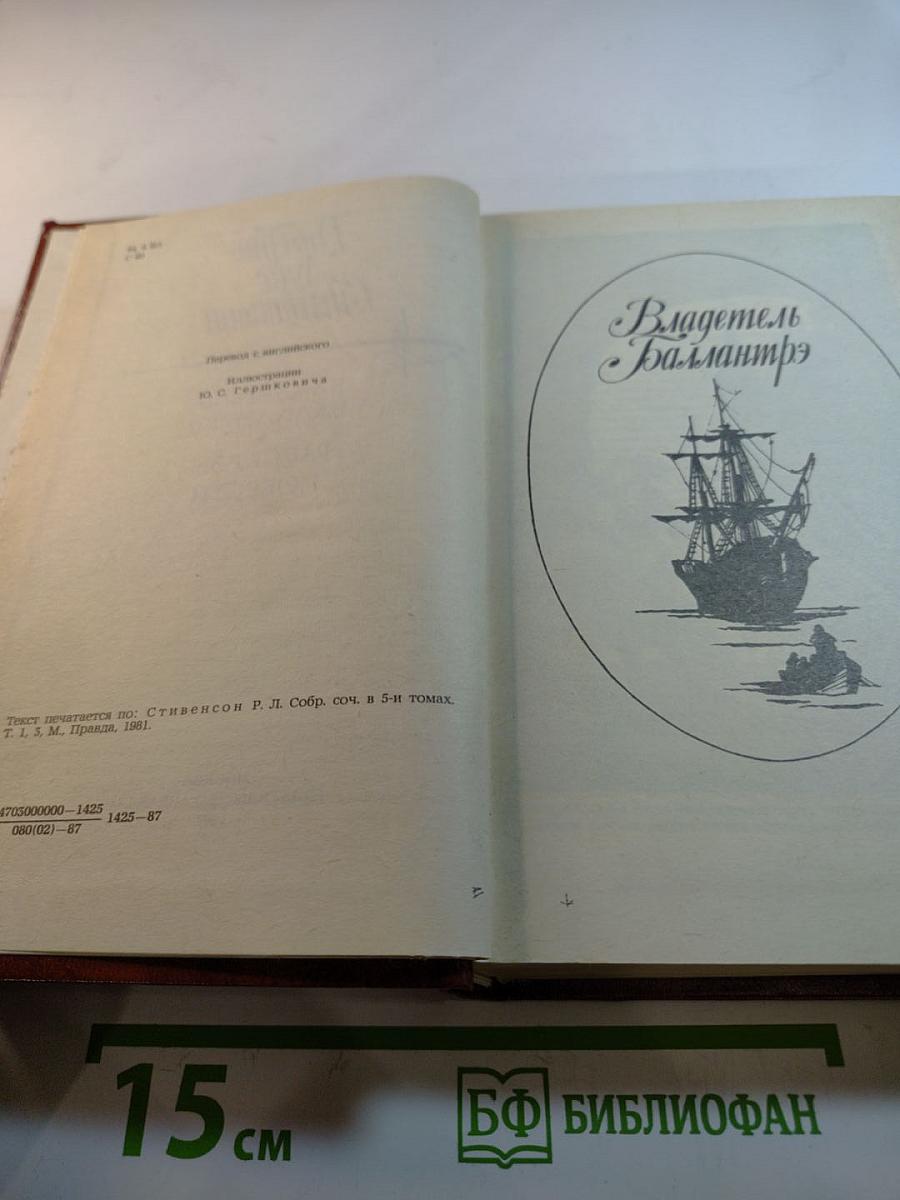 Перевод с английского
Иллюстрации
Ю. С. Гершковича
Текст печатается по: Стивенсон Р. Л. Собр. соч. в 5-и томах.
Т. 1, 3, М., Правда, 1981.
4703000000—1425
080(02)—87
1425—87
Владетель
Баллантрэ
15 см
БФ БИБЛИОФАН